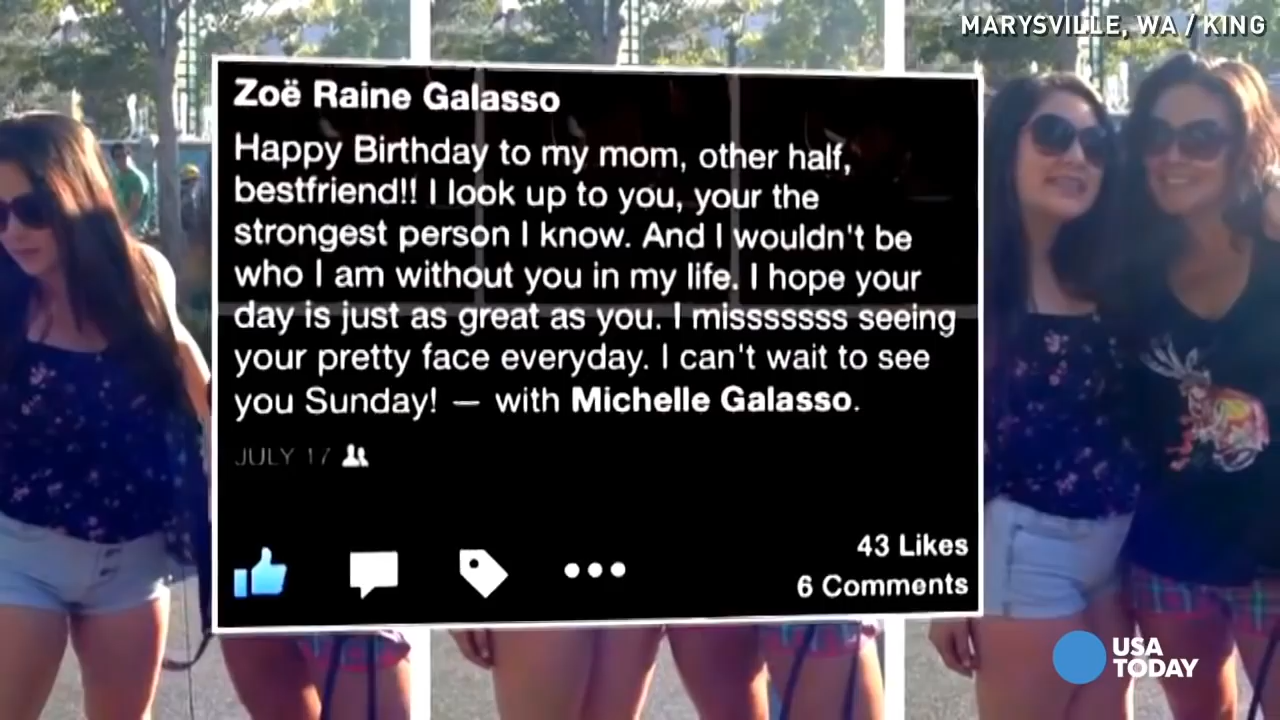 MARYSVILLE, WA / KING
Zoë Raine Galasso
Happy Birthday to my mom, other half,
bestfriend!! I look up to you, your the
strongest person I know. And I wouldn't be
who I am without you in my life. I hope your
day is just as great as you. I misssssss seeing
your pretty face everyday. I can't wait to see
you Sunday! — with Michelle Galasso.
JULY 17
43 Likes
6 Comments
USA
TODAY